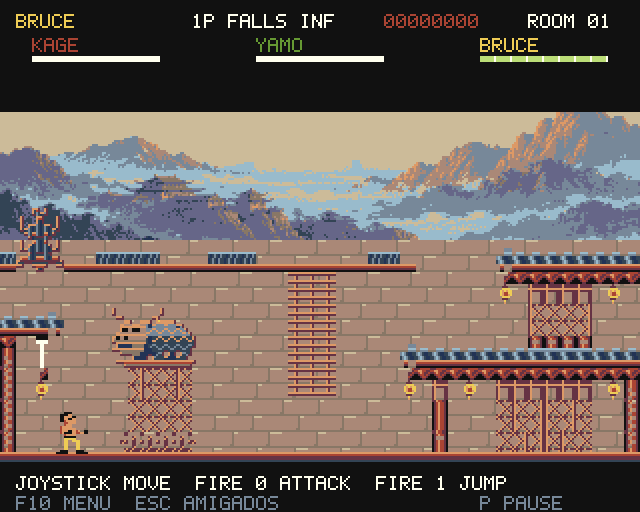 BRUCE 1P FALLS INF 00000000 ROOM 01
KAGE YAMO BRUCE
JOYSTICK MOVE FIRE 0 ATTACK FIRE 1 JUMP
F10 MENU ESC AMIGADOS P PAUSE